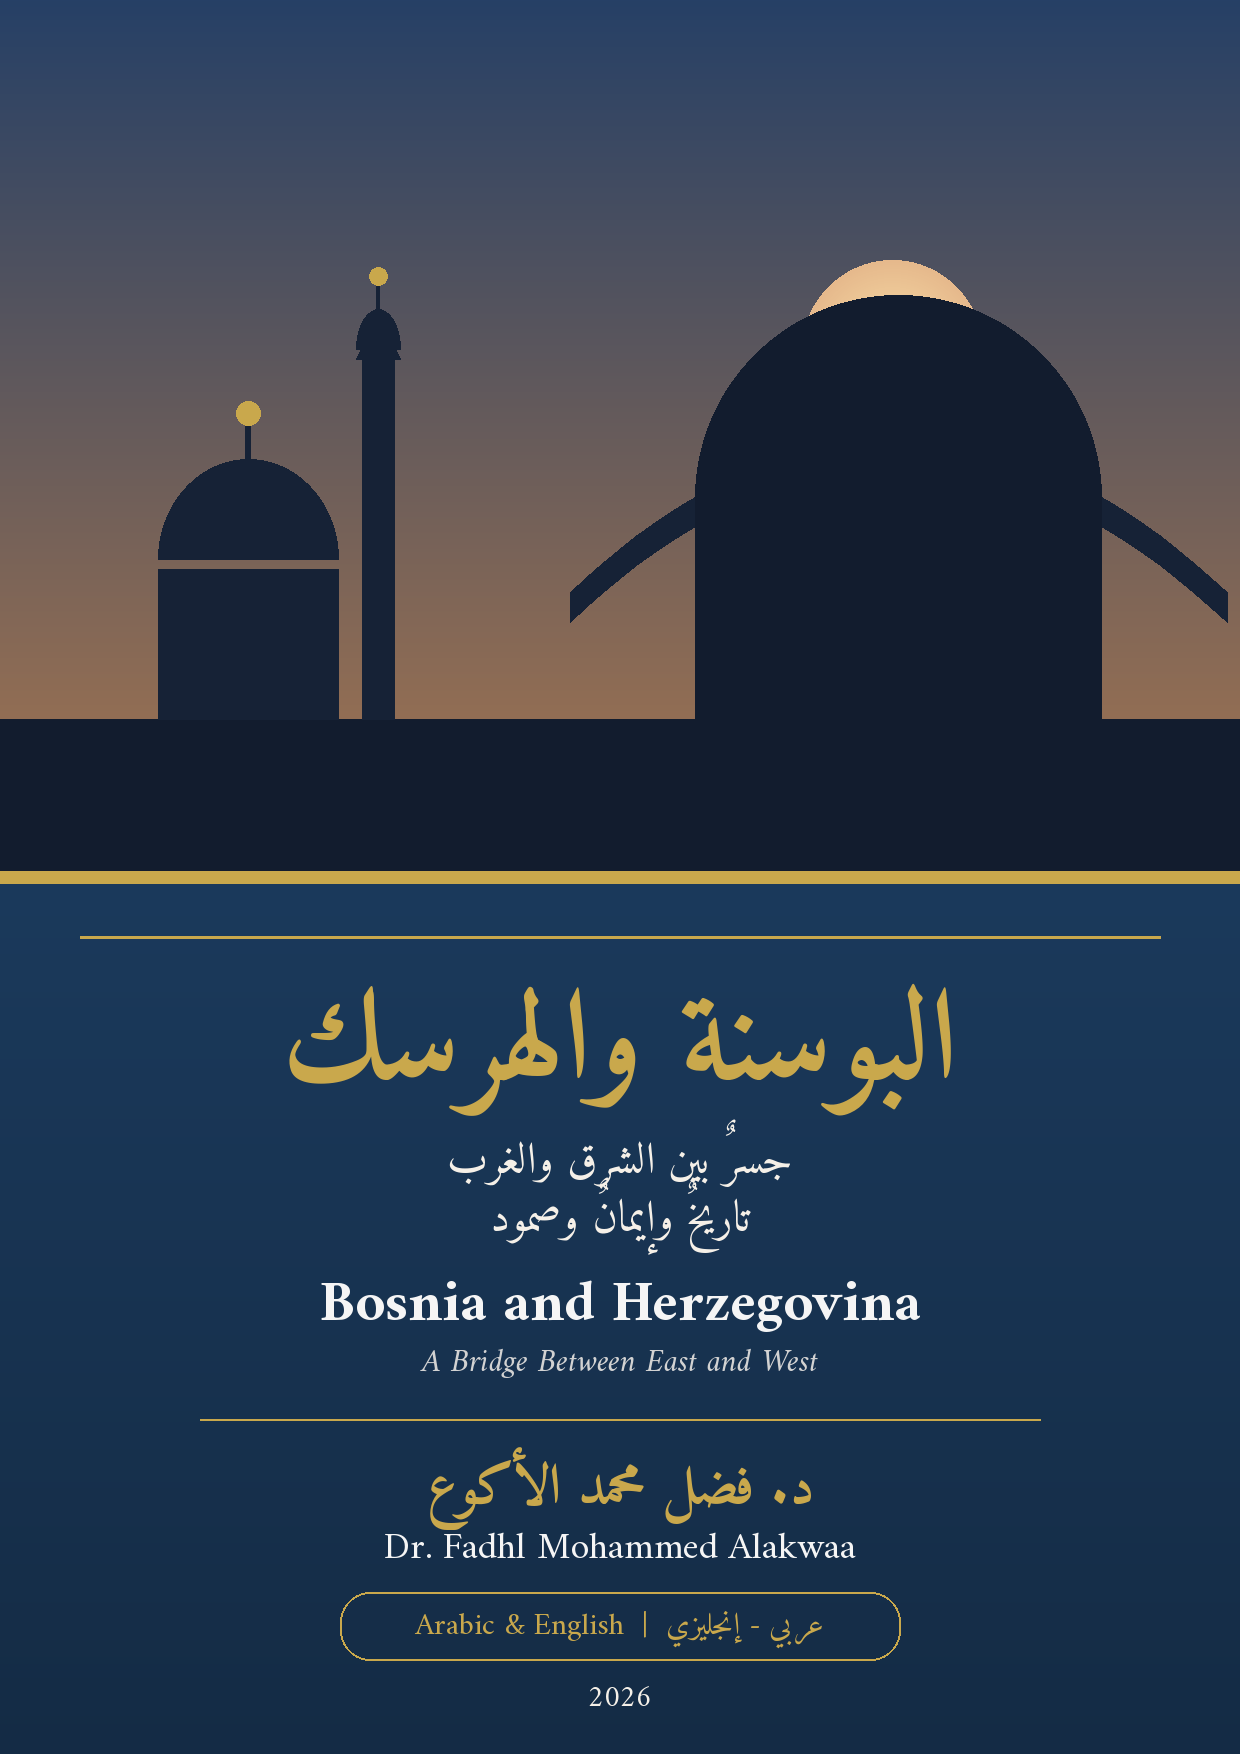 البوسنة والهرسك
جسرٌ بين الشرق والغرب
تاريخٌ وإيمانٌ وصمود
Bosnia and Herzegovina
A Bridge Between East and West
د. فضل محمد الأكوع
Dr. Fadhl Mohammed Alakwaa
Arabic & English | عربي - إنجليزي
2026